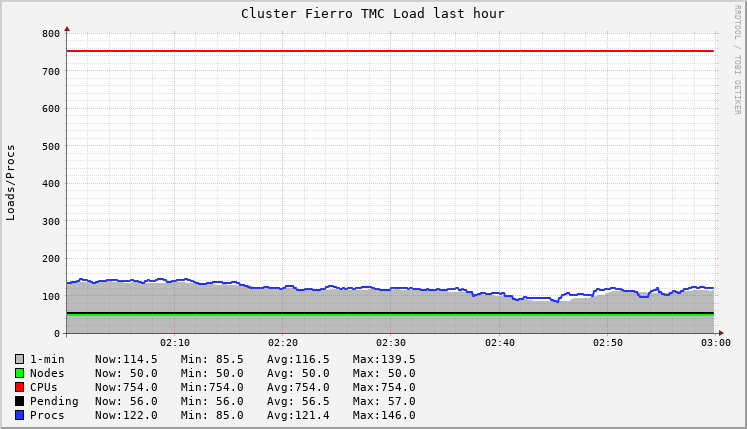 Cluster Fierro TMC Load last hour
RRDTOOL / TOBI OETIKER
Loads/Procs
800
700
600
500
400
300
200
100
0
02:10 02:20 02:30 02:40 02:50 03:00
1-min Now:114.5 Min: 85.5 Avg:116.5 Max:139.5
Nodes Now: 50.0 Min: 50.0 Avg: 50.0 Max: 50.0
CPUs Now:754.0 Min:754.0 Avg:754.0 Max:754.0
Pending Now: 56.0 Min: 56.0 Avg: 56.5 Max: 57.0
Procs Now:122.0 Min: 85.0 Avg:121.4 Max:146.0